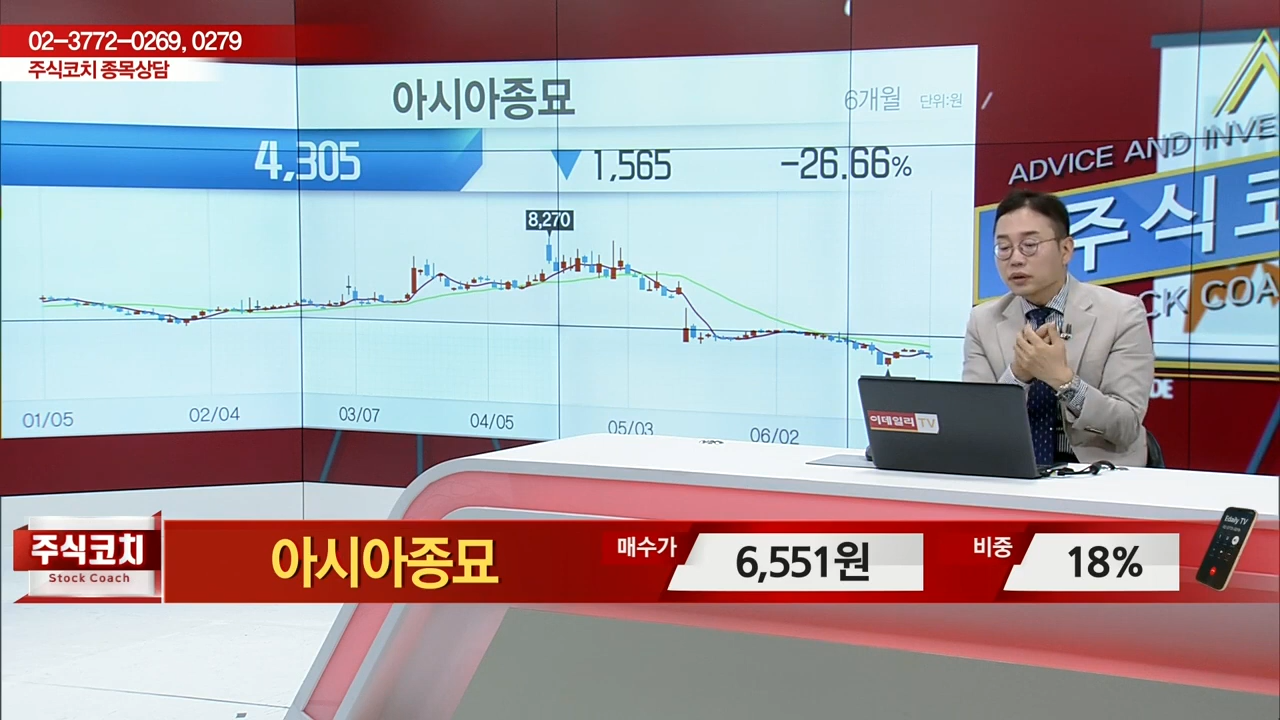 02-3772-0269, 0279
주식코치 종목상담
아시아종묘
6개월 단위:원
4,305 ▼ 1,565 -26.66%
8,270
01/05 02/04 03/07 04/05 05/03 06/02
ADVICE AND INVE
주식코
CK COA
DE
이데일리TV
주식코치
Stock Coach
아시아종묘
매수가 6,551원
비중 18%
Edaily TV